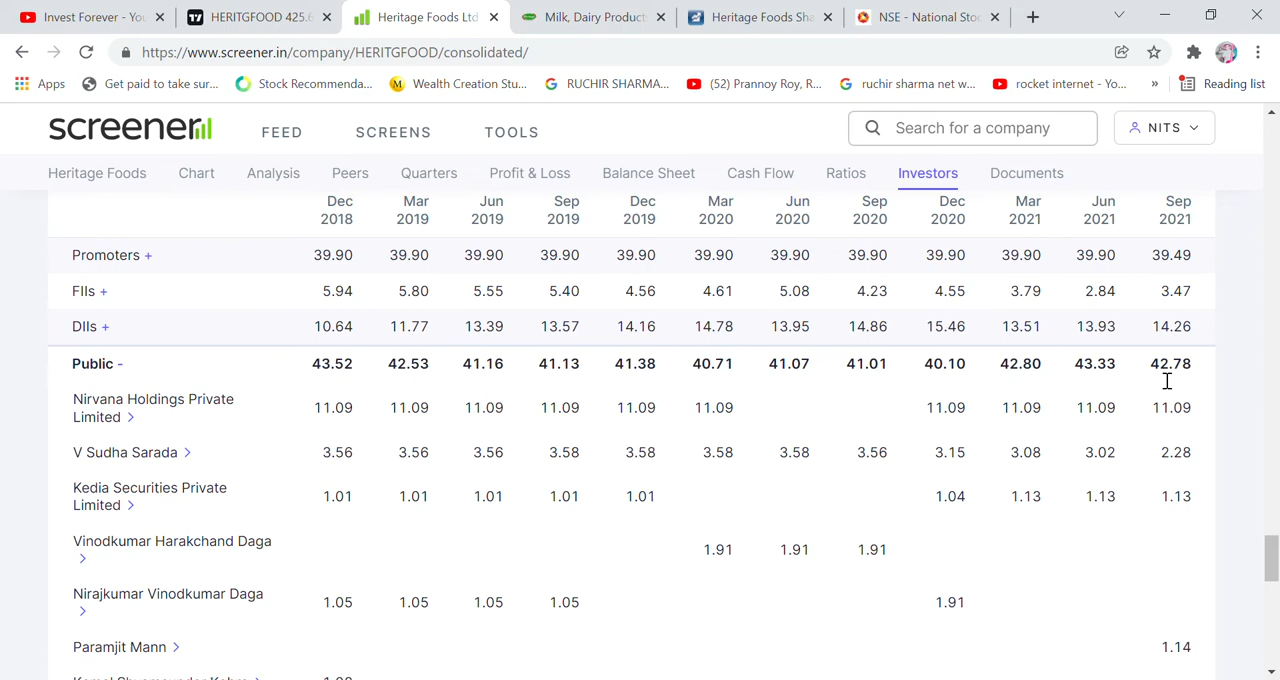 Invest Forever - Yo
HERITGFOOD 425.6
Heritage Foods Ltd
Milk, Dairy Product
Heritage Foods Sha
NSE - National Stoc
https://www.screener.in/company/HERITGFOOD/consolidated/
Apps
Get paid to take sur...
Stock Recommenda...
Wealth Creation Stu...
RUCHIR SHARMA...
(52) Prannoy Roy, R...
ruchir sharma net w...
rocket internet - Yo...
»
Reading list
screener
FEED
SCREENS
TOOLS
Search for a company
NITS
Heritage Foods Chart Analysis Peers Quarters Profit & Loss Balance Sheet Cash Flow Ratios Investors Documents
Dec Mar Jun Sep Dec Mar Jun Sep Dec Mar Jun Sep
2018 2019 2019 2019 2019 2020 2020 2020 2020 2021 2021 2021
Promoters + 39.90 39.90 39.90 39.90 39.90 39.90 39.90 39.90 39.90 39.90 39.90 39.49
FIIs + 5.94 5.80 5.55 5.40 4.56 4.61 5.08 4.23 4.55 3.79 2.84 3.47
DIIs + 10.64 11.77 13.39 13.57 14.16 14.78 13.95 14.86 15.46 13.51 13.93 14.26
Public - 43.52 42.53 41.16 41.13 41.38 40.71 41.07 41.01 40.10 42.80 43.33 42.78
Nirvana Holdings Private
Limited > 11.09 11.09 11.09 11.09 11.09 11.09 11.09 11.09 11.09 11.09
V Sudha Sarada > 3.56 3.56 3.56 3.58 3.58 3.58 3.58 3.56 3.15 3.08 3.02 2.28
Kedia Securities Private
Limited > 1.01 1.01 1.01 1.01 1.01 1.04 1.13 1.13 1.13
Vinodkumar Harakchand Daga
> 1.91 1.91 1.91
Nirajkumar Vinodkumar Daga
> 1.05 1.05 1.05 1.05 1.91
Paramjit Mann > 1.14